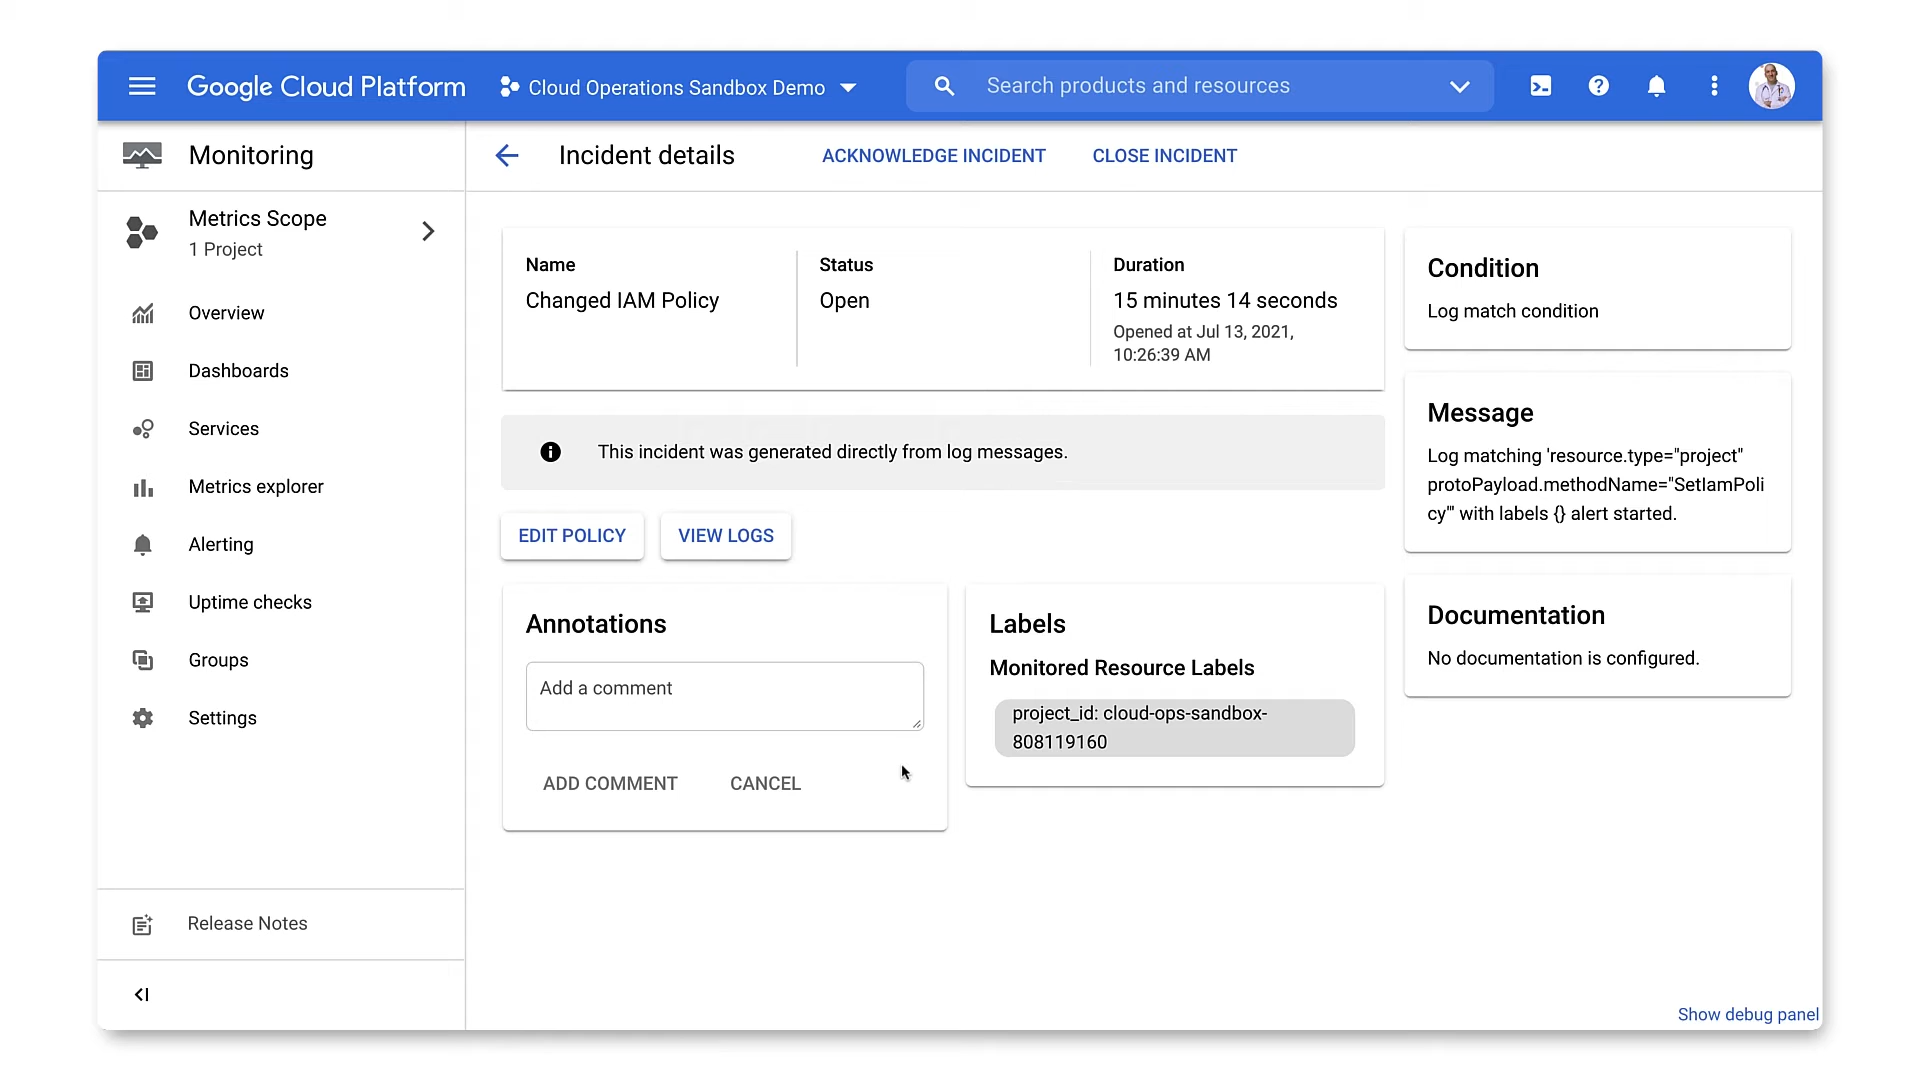 Google Cloud Platform
Cloud Operations Sandbox Demo
Search products and resources
Monitoring
Metrics Scope
1 Project
Overview
Dashboards
Services
Metrics explorer
Alerting
Uptime checks
Groups
Settings
Release Notes
Incident details
ACKNOWLEDGE INCIDENT
CLOSE INCIDENT
Name
Changed IAM Policy
Status
Open
Duration
15 minutes 14 seconds
Opened at Jul 13, 2021,
10:26:39 AM
This incident was generated directly from log messages.
EDIT POLICY
VIEW LOGS
Annotations
Add a comment
ADD COMMENT
CANCEL
Labels
Monitored Resource Labels
project_id: cloud-ops-sandbox-
808119160
Condition
Log match condition
Message
Log matching 'resource.type="project"
protoPayload.methodName="SetIamPoli
cy"' with labels {} alert started.
Documentation
No documentation is configured.
Show debug panel